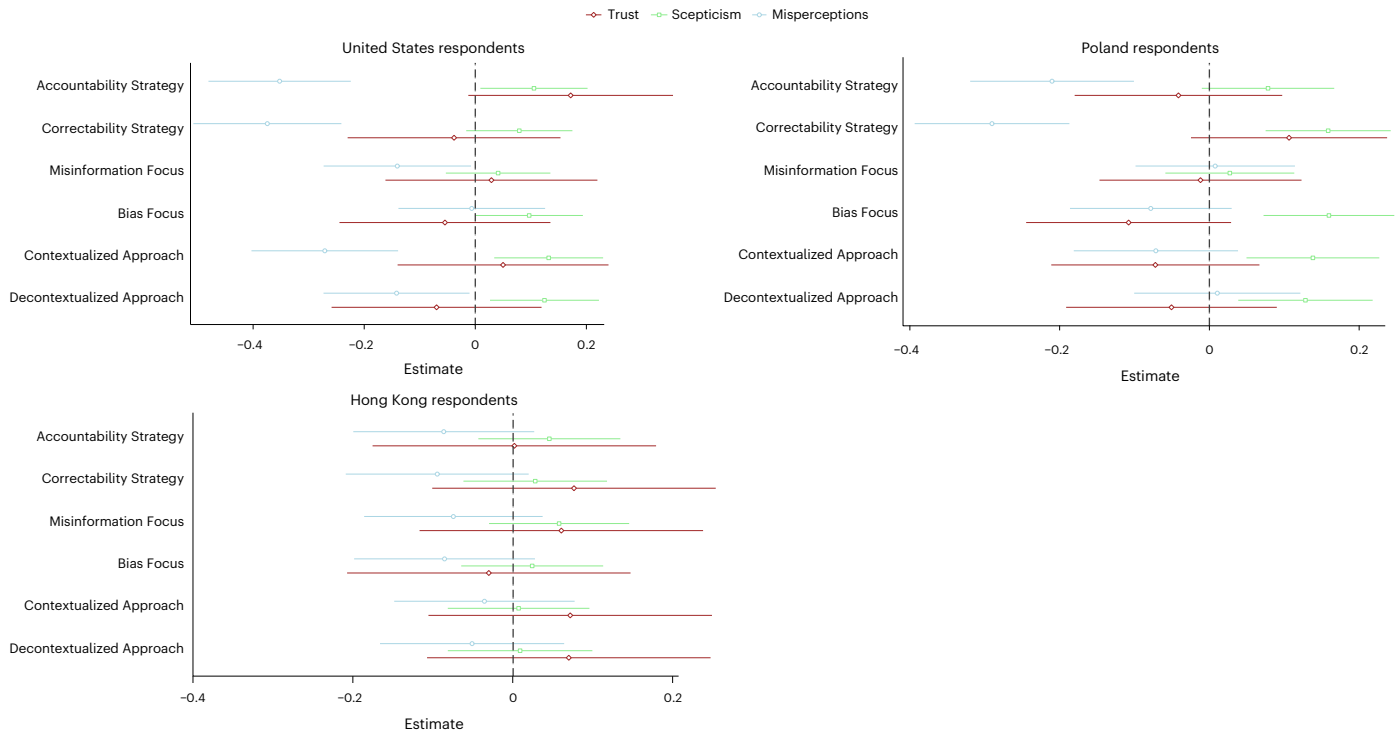 Trust Scepticism Misperceptions
United States respondents
Accountability Strategy
Correctability Strategy
Misinformation Focus
Bias Focus
Contextualized Approach
Decontextualized Approach
−0.4 −0.2 0 0.2
Estimate
Poland respondents
Accountability Strategy
Correctability Strategy
Misinformation Focus
Bias Focus
Contextualized Approach
Decontextualized Approach
−0.4 −0.2 0 0.2
Estimate
Hong Kong respondents
Accountability Strategy
Correctability Strategy
Misinformation Focus
Bias Focus
Contextualized Approach
Decontextualized Approach
−0.4 −0.2 0 0.2
Estimate